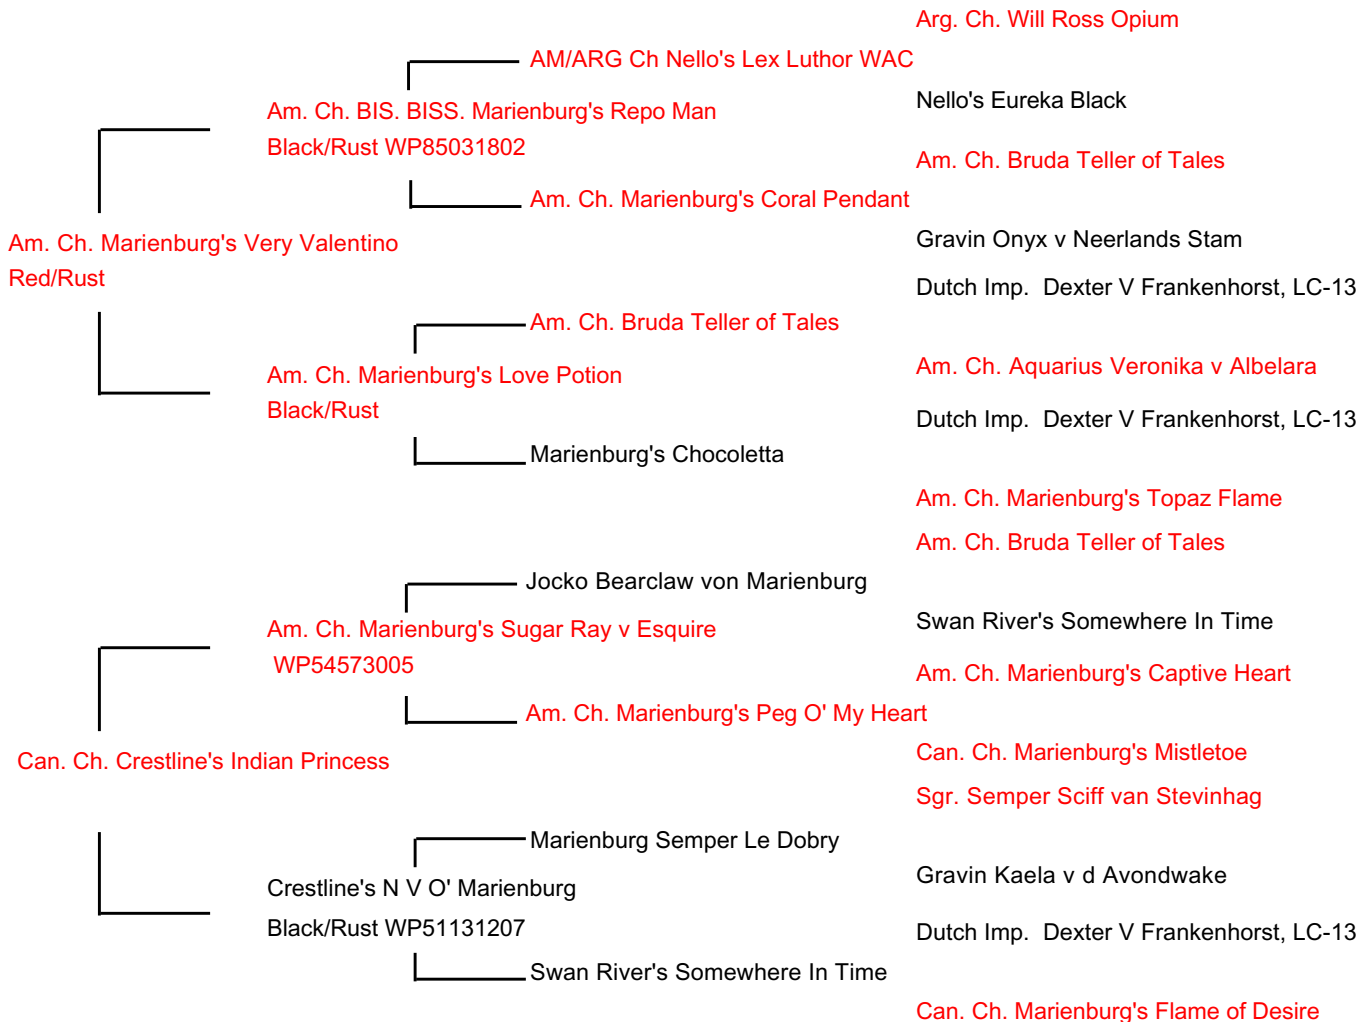 Arg. Ch. Will Ross Opium
AM/ARG Ch Nello's Lex Luthor WAC
Nello's Eureka Black
Am. Ch. BIS. BISS. Marienburg's Repo Man
Black/Rust WP85031802
Am. Ch. Bruda Teller of Tales
Am. Ch. Marienburg's Coral Pendant
Gravin Onyx v Neerlands Stam
Am. Ch. Marienburg's Very Valentino
Red/Rust
Dutch Imp.  Dexter V Frankenhorst, LC-13
Am. Ch. Bruda Teller of Tales
Am. Ch. Aquarius Veronika v Albelara
Am. Ch. Marienburg's Love Potion
Black/Rust
Dutch Imp.  Dexter V Frankenhorst, LC-13
Marienburg's Chocoletta
Am. Ch. Marienburg's Topaz Flame
Am. Ch. Bruda Teller of Tales
Jocko Bearclaw von Marienburg
Swan River's Somewhere In Time
Am. Ch. Marienburg's Sugar Ray v Esquire
WP54573005
Am. Ch. Marienburg's Captive Heart
Am. Ch. Marienburg's Peg O' My Heart
Can. Ch. Marienburg's Mistletoe
Can. Ch. Crestline's Indian Princess
Sgr. Semper Sciff van Stevinhag
Marienburg Semper Le Dobry
Gravin Kaela v d Avondwake
Crestline's N V O' Marienburg
Black/Rust WP51131207
Dutch Imp.  Dexter V Frankenhorst, LC-13
Swan River's Somewhere In Time
Can. Ch. Marienburg's Flame of Desire